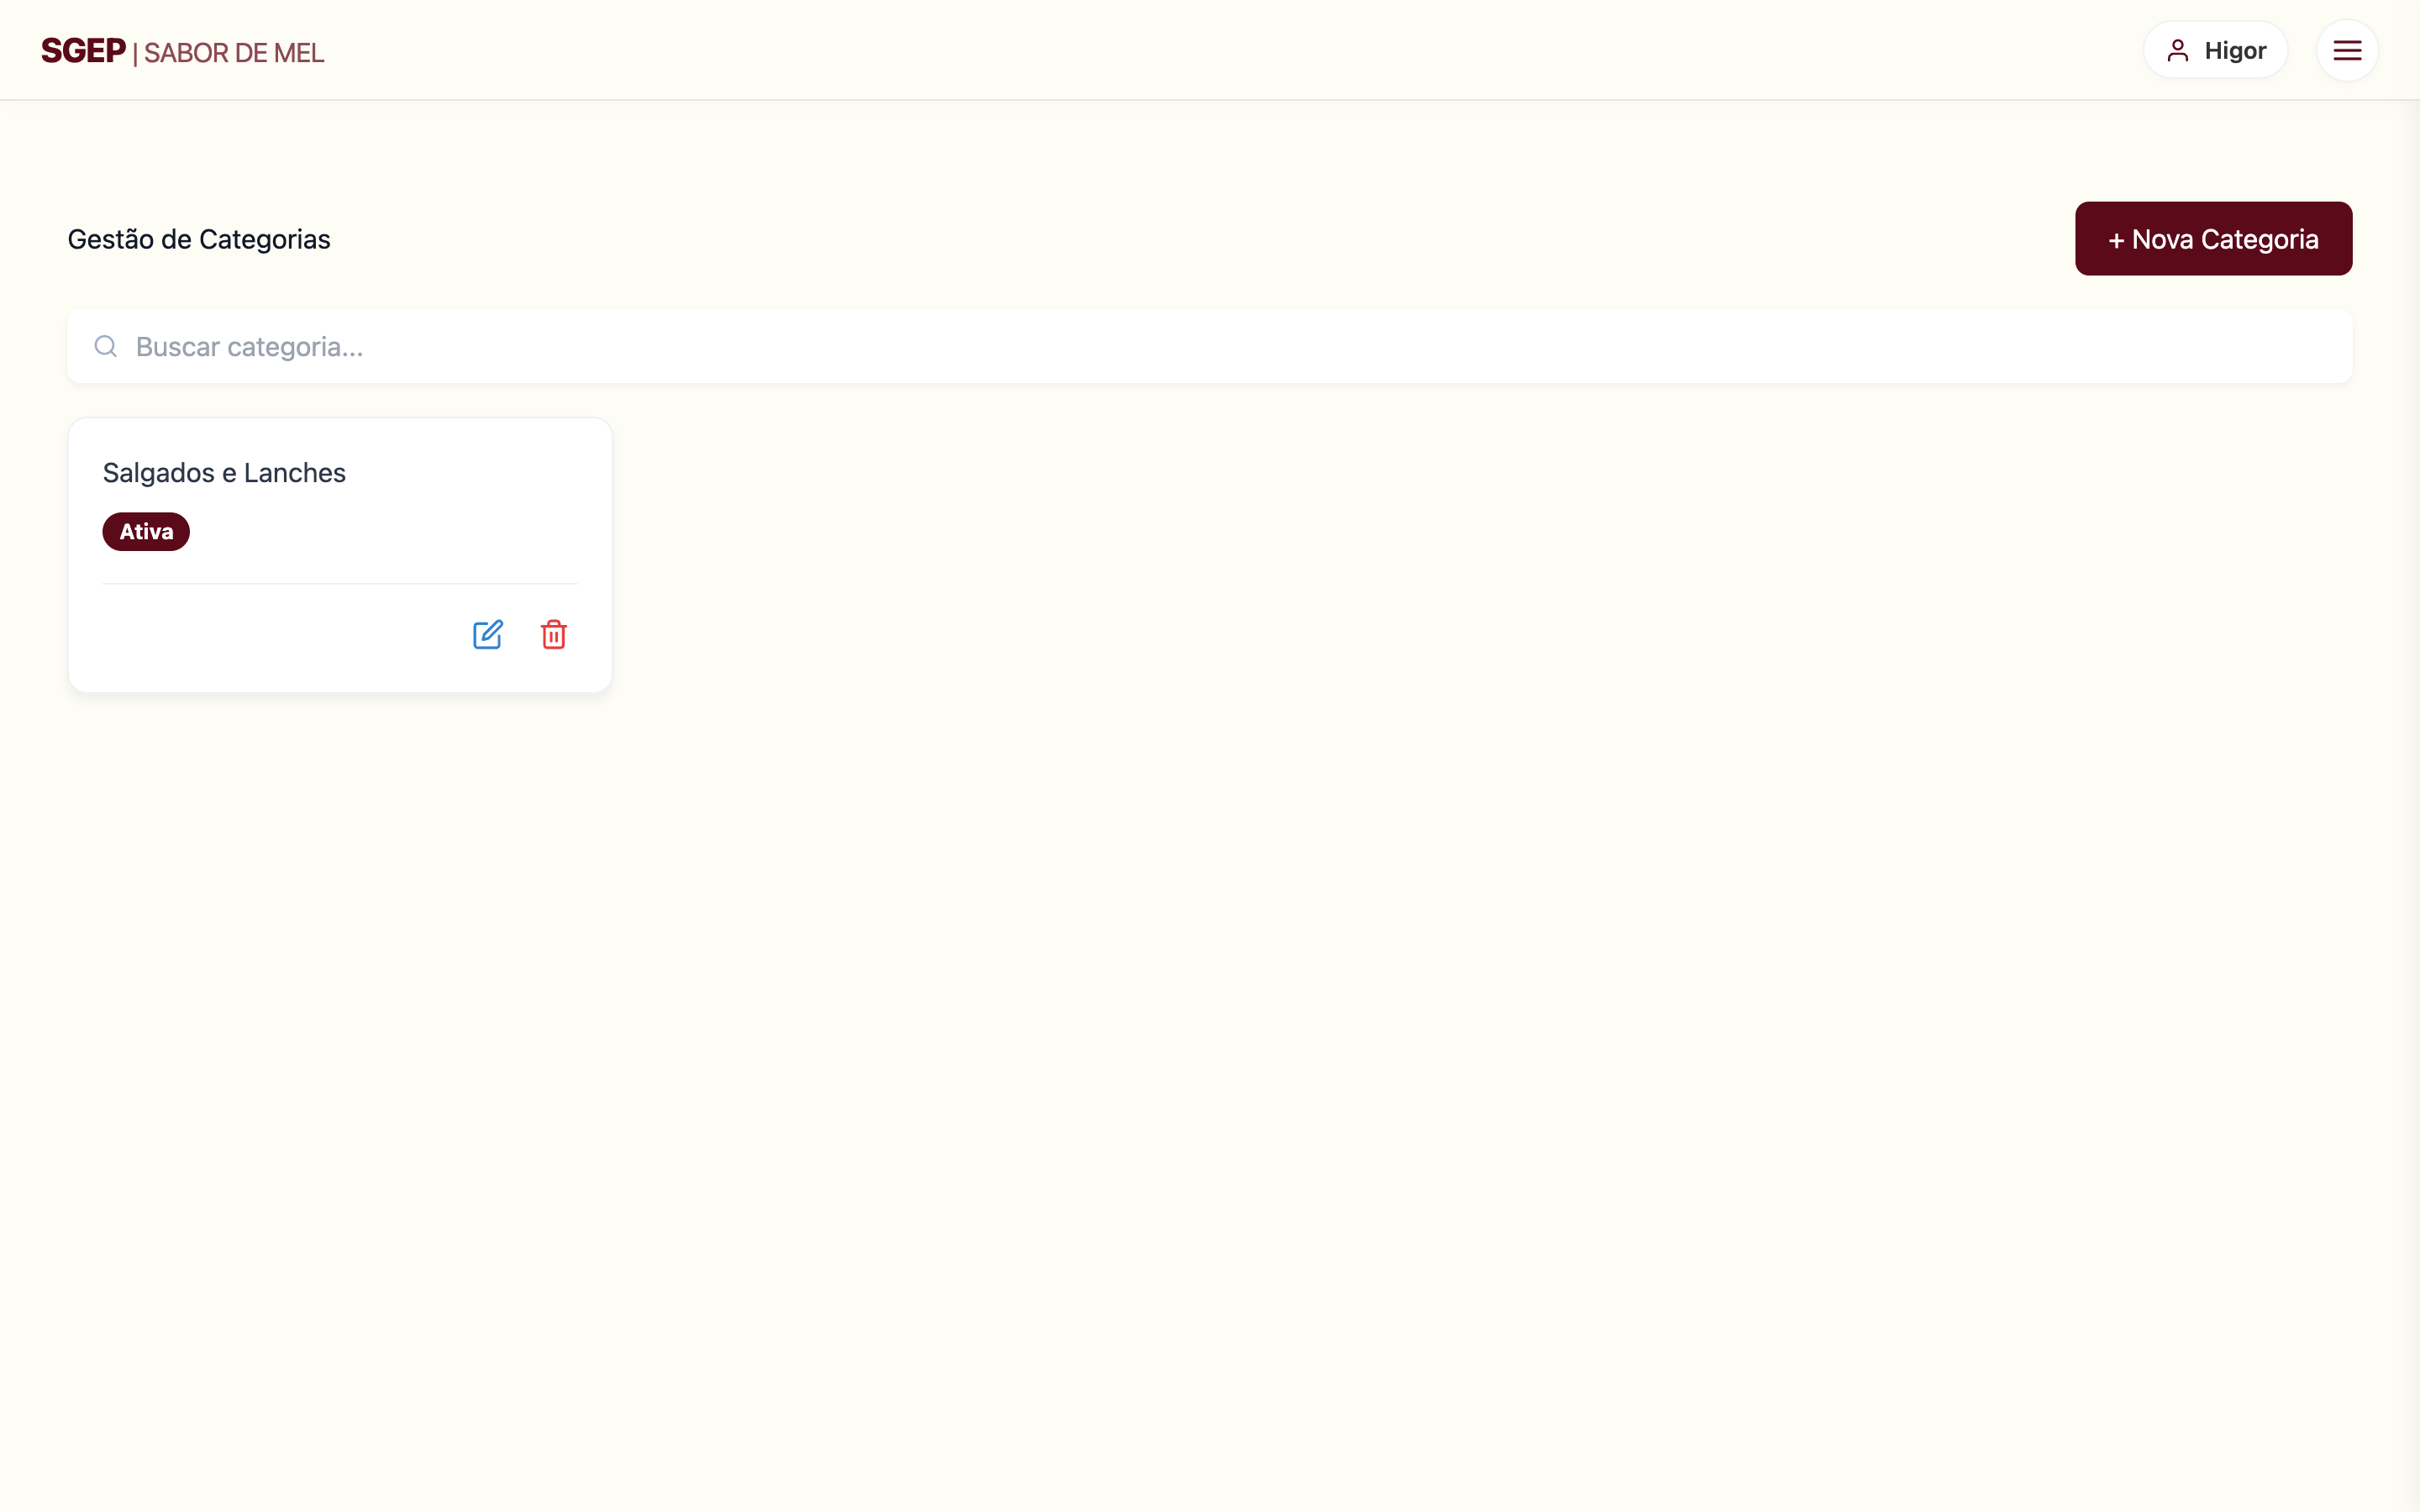 SGEP | SABOR DE MEL
Higor
Gestão de Categorias
+ Nova Categoria
Buscar categoria...
Salgados e Lanches
Ativa